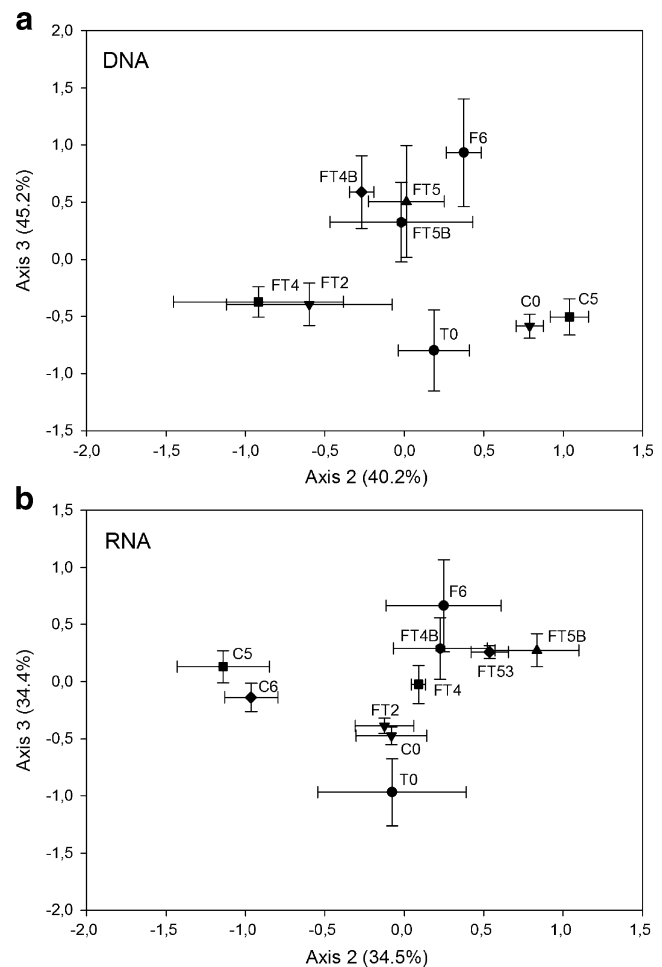 a
2,0
DNA
1,5
F6
1,0
FT4B
FT5
0,5
FT5B
Axis 3 (45.2%)
0,0
FT4 FT2
C0 C5
-0,5
T0
-1,0
-1,5
-2,0 -1,5 -1,0 -0,5 0,0 0,5 1,0 1,5
Axis 2 (40.2%)
b
1,5
RNA
1,0
F6
0,5
FT4B
FT5B
C5
FT53
Axis 3 (34.4%)
0,0
C6
FT4
FT2
-0,5
C0
T0
-1,0
-1,5
-2,0
-2,0 -1,5 -1,0 -0,5 0,0 0,5 1,0 1,5
Axis 2 (34.5%)